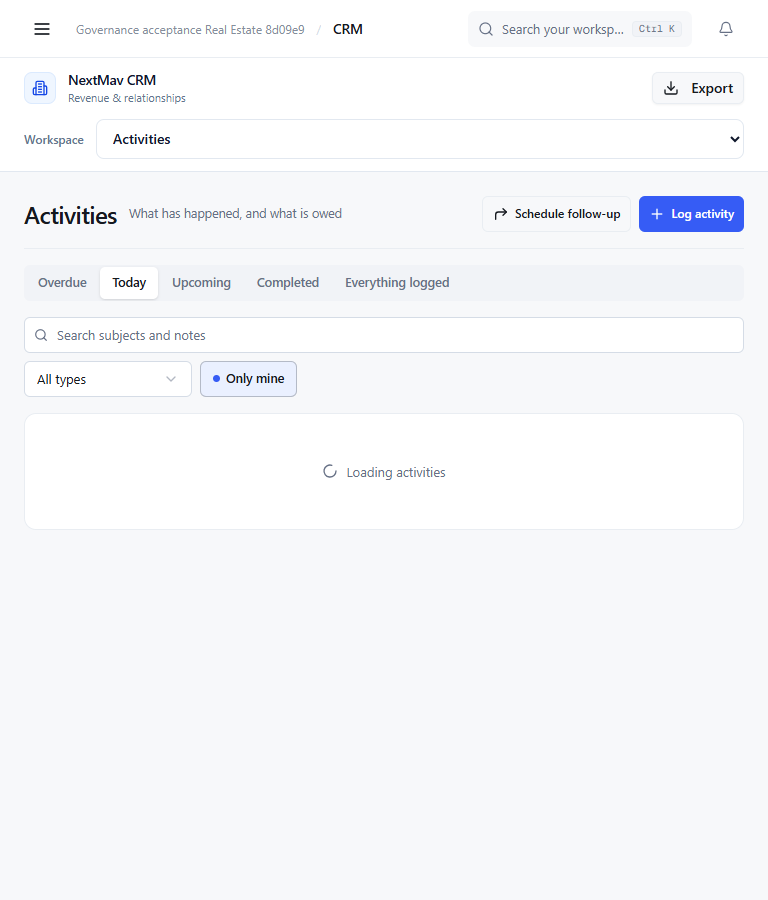 Governance acceptance Real Estate 8d09e9 / CRM
Search your worksp... Ctrl K
NextMav CRM
Revenue & relationships
Export
Workspace
Activities
Activities
What has happened, and what is owed
Schedule follow-up
Log activity
Overdue
Today
Upcoming
Completed
Everything logged
Search subjects and notes
All types
Only mine
Loading activities